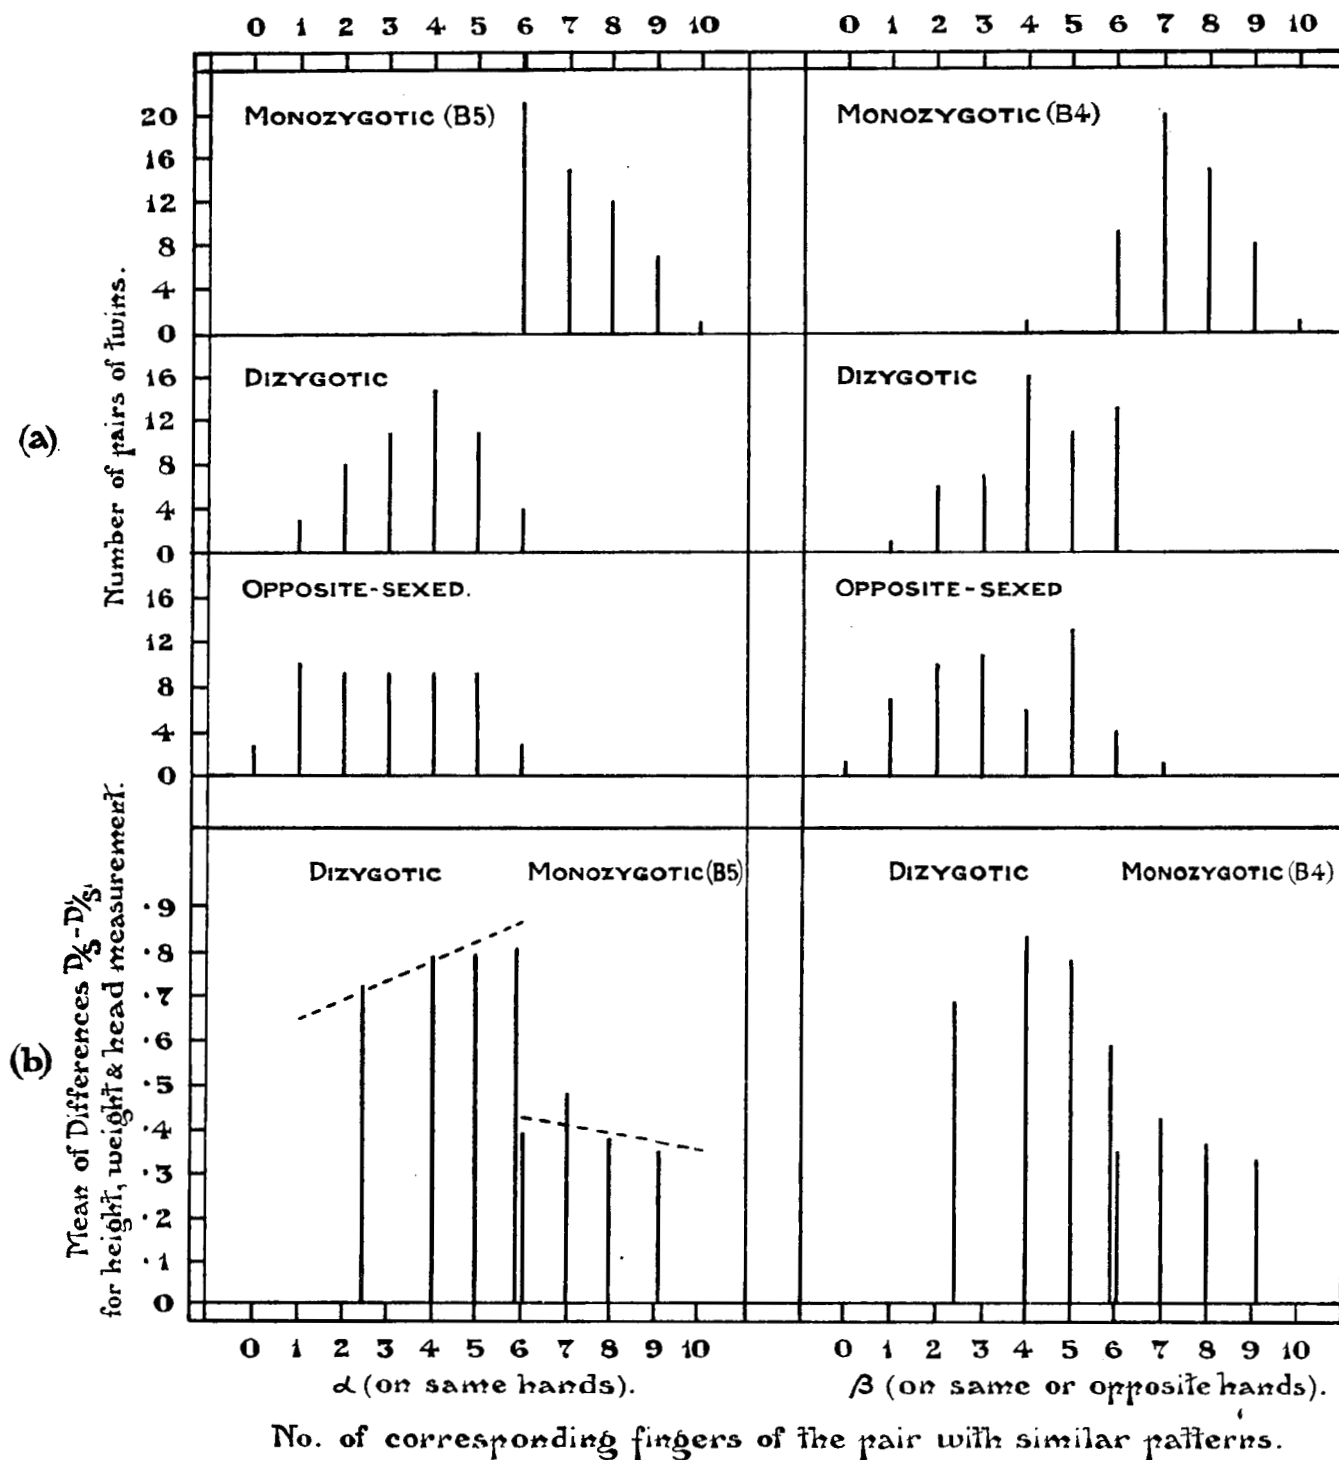 0 1 2 3 4 5 6 7 8 9 10
0 1 2 3 4 5 6 7 8 9 10
(a)
Number of pairs of twins.
20
16
12
8
4
0
MONOZYGOTIC (B5)
MONOZYGOTIC (B4)
16
12
8
4
0
DIZYGOTIC
DIZYGOTIC
16
12
8
4
0
OPPOSITE-SEXED.
OPPOSITE-SEXED
(b)
Mean of Differences D/S - D'/S'
for height, weight & head measurement.
.9
.8
.7
.6
.5
.4
.3
.2
.1
0
DIZYGOTIC
MONOZYGOTIC (B5)
DIZYGOTIC
MONOZYGOTIC (B4)
0 1 2 3 4 5 6 7 8 9 10
0 1 2 3 4 5 6 7 8 9 10
α (on same hands).
β (on same or opposite hands).
No. of corresponding fingers of the pair with similar patterns.